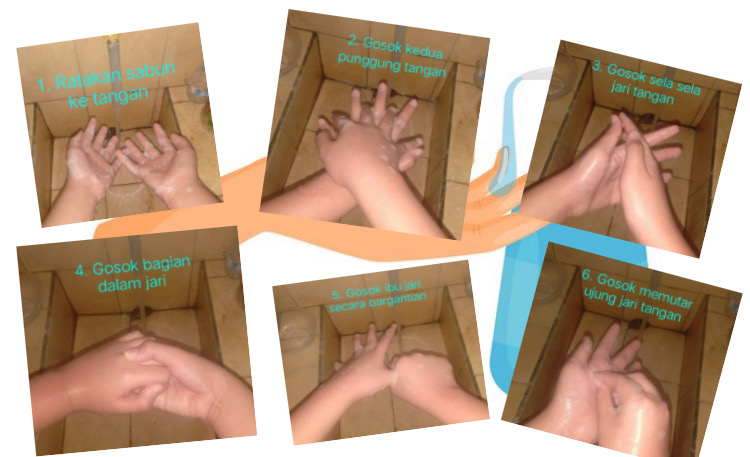 1. Ratakan sabun
ke tangan
2. Gosok kedua
punggung tangan
3. Gosok sela sela
jari tangan
4. Gosok bagian
dalam jari
5. Gosok ibu jari
secara bargantian
6. Gosok memutar
ujung jari tangan